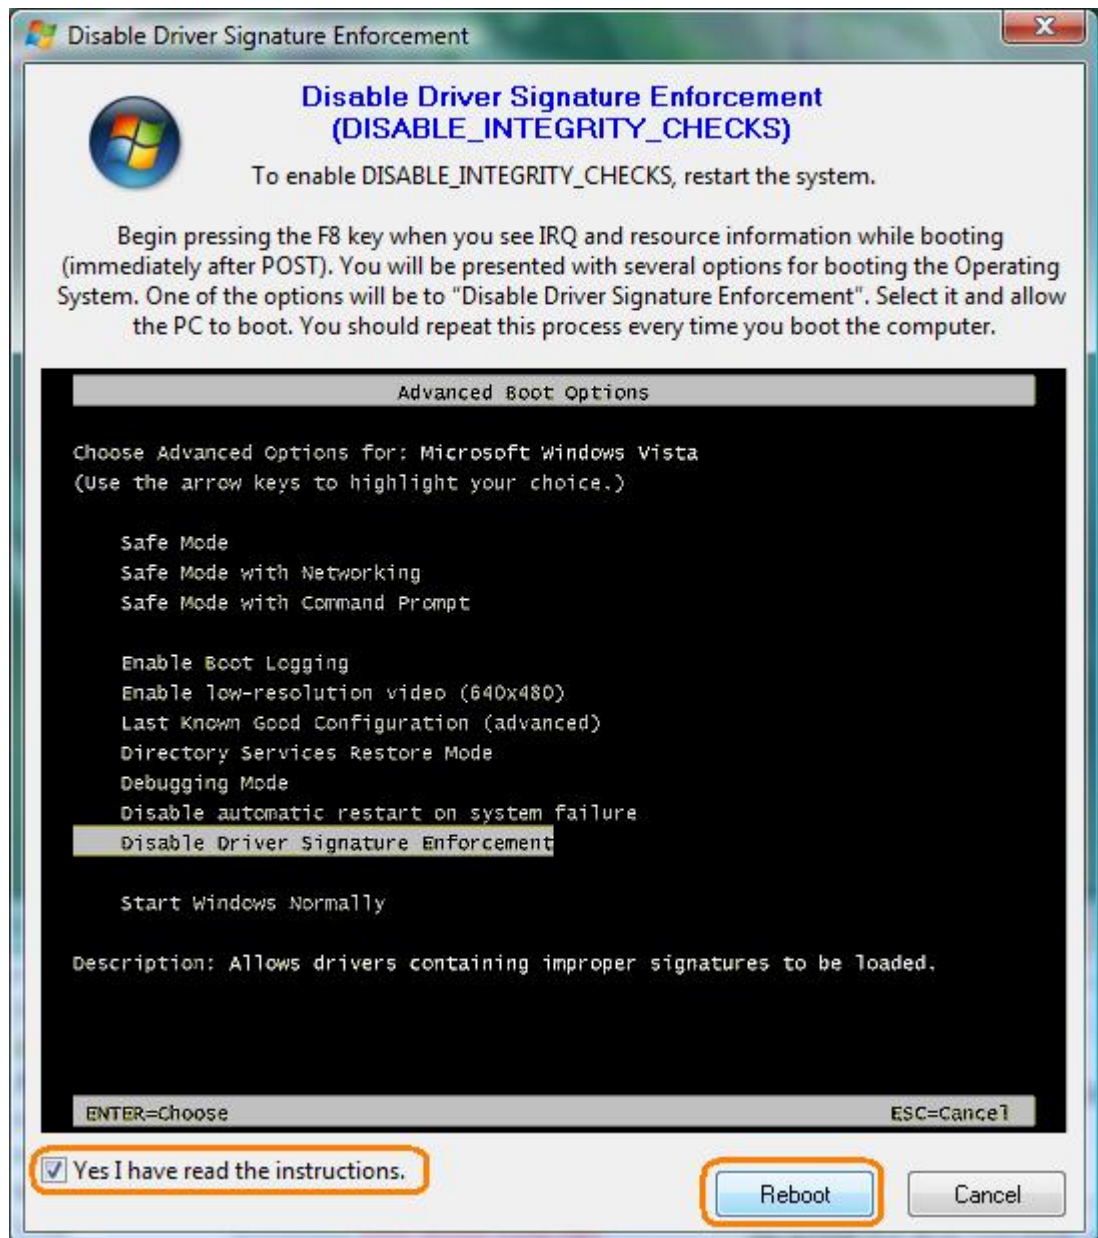 Disable Driver Signature Enforcement
X
Disable Driver Signature Enforcement
(DISABLE_INTEGRITY_CHECKS)
To enable DISABLE_INTEGRITY_CHECKS, restart the system.
Begin pressing the F8 key when you see IRQ and resource information while booting
(immediately after POST). You will be presented with several options for booting the Operating
System. One of the options will be to “Disable Driver Signature Enforcement”. Select it and allow
the PC to boot. You should repeat this process every time you boot the computer.
Advanced Boot Options
Choose Advanced Options for: Microsoft Windows Vista
(Use the arrow keys to highlight your choice.)
Safe Mode
Safe Mode with Networking
Safe Mode with Command Prompt
Enable Boot Logging
Enable low-resolution video (640x480)
Last Known Good Configuration (advanced)
Directory Services Restore Mode
Debugging Mode
Disable automatic restart on system failure
Disable Driver Signature Enforcement
Start Windows Normally
Description: Allows drivers containing improper signatures to be loaded.
ENTER=Choose ESC=Cancel
Yes I have read the instructions.
Reboot Cancel